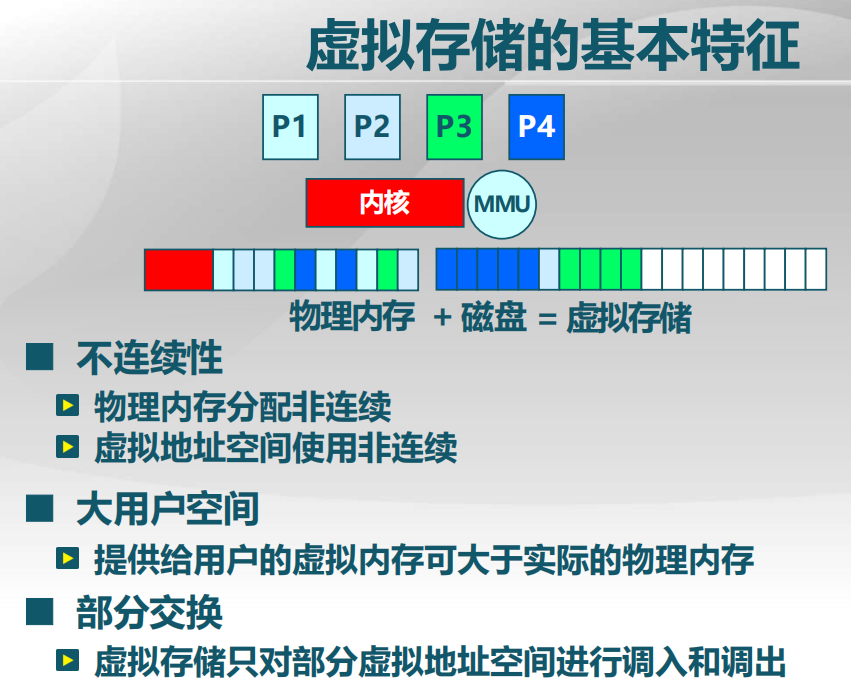 虚拟存储的基本特征
P1 P2 P3 P4
内核 MMU
物理内存 + 磁盘 = 虚拟存储
不连续性
物理内存分配非连续
虚拟地址空间使用非连续
大用户空间
提供给用户的虚拟内存可大于实际的物理内存
部分交换
虚拟存储只对部分虚拟地址空间进行调入和调出